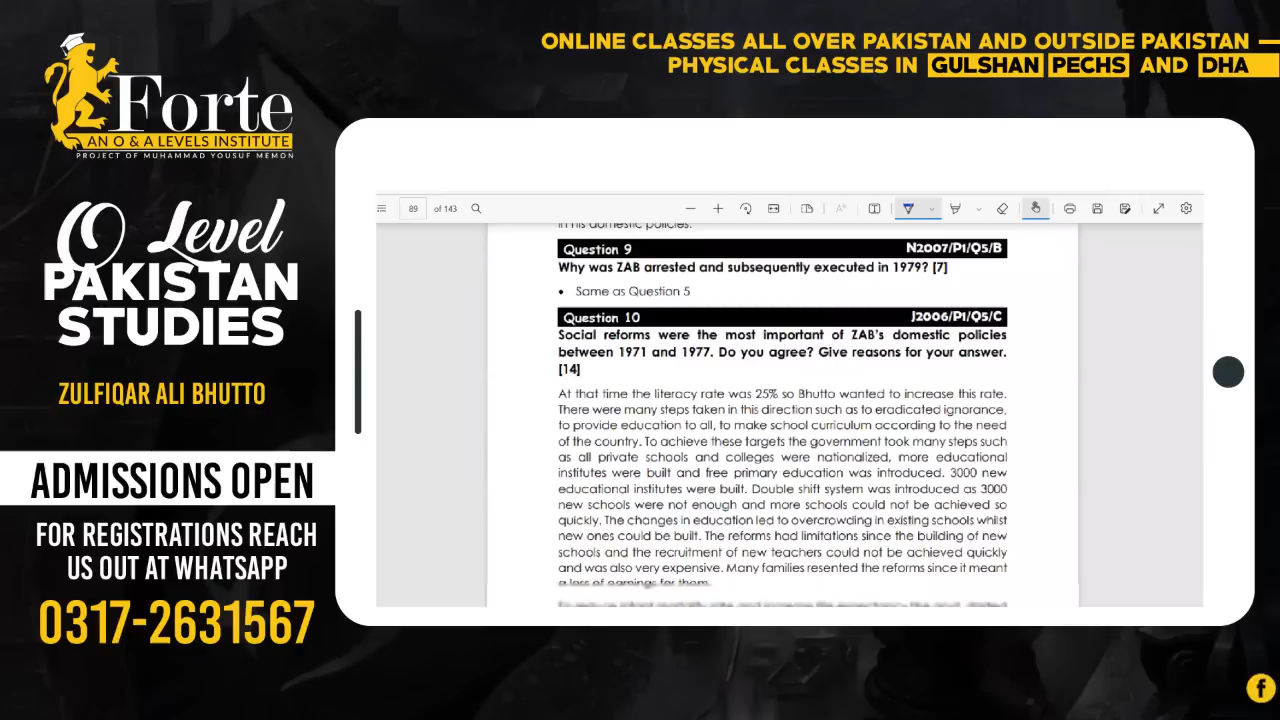 ONLINE CLASSES ALL OVER PAKISTAN AND OUTSIDE PAKISTAN
PHYSICAL CLASSES IN GULSHAN PECHS AND DHA
Forte
AN O & A LEVELS INSTITUTE
PROJECT OF MUHAMMAD YOUSUF MEMON
O Level
PAKISTAN
STUDIES
ZULFIQAR ALI BHUTTO
ADMISSIONS OPEN
FOR REGISTRATIONS REACH
US OUT AT WHATSAPP
0317-2631567
89 of 143
in his domestic policies.
Question 9 N2007/P1/Q5/B
Why was ZAB arrested and subsequently executed in 1979? [7]
• Same as Question 5
Question 10 J2006/P1/Q5/C
Social reforms were the most important of ZAB's domestic policies
between 1971 and 1977. Do you agree? Give reasons for your answer.
[14]
At that time the literacy rate was 25% so Bhutto wanted to increase this rate.
There were many steps taken in this direction such as to eradicated ignorance,
to provide education to all, to make school curriculum according to the need
of the country. To achieve these targets the government took many steps such
as all private schools and colleges were nationalized, more educational
institutes were built and free primary education was introduced. 3000 new
educational institutes were built. Double shift system was introduced as 3000
new schools were not enough and more schools could not be achieved so
quickly. The changes in education led to overcrowding in existing schools whilst
new ones could be built. The reforms had limitations since the building of new
schools and the recruitment of new teachers could not be achieved quickly
and was also very expensive. Many families resented the reforms since it meant
a loss of earnings for them.
f